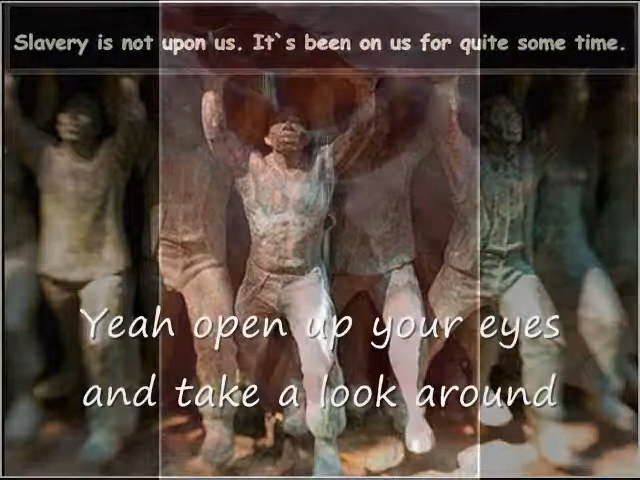 Slavery is not upon us. It`s been on us for quite some time.
Yeah open up your eyes
and take a look around